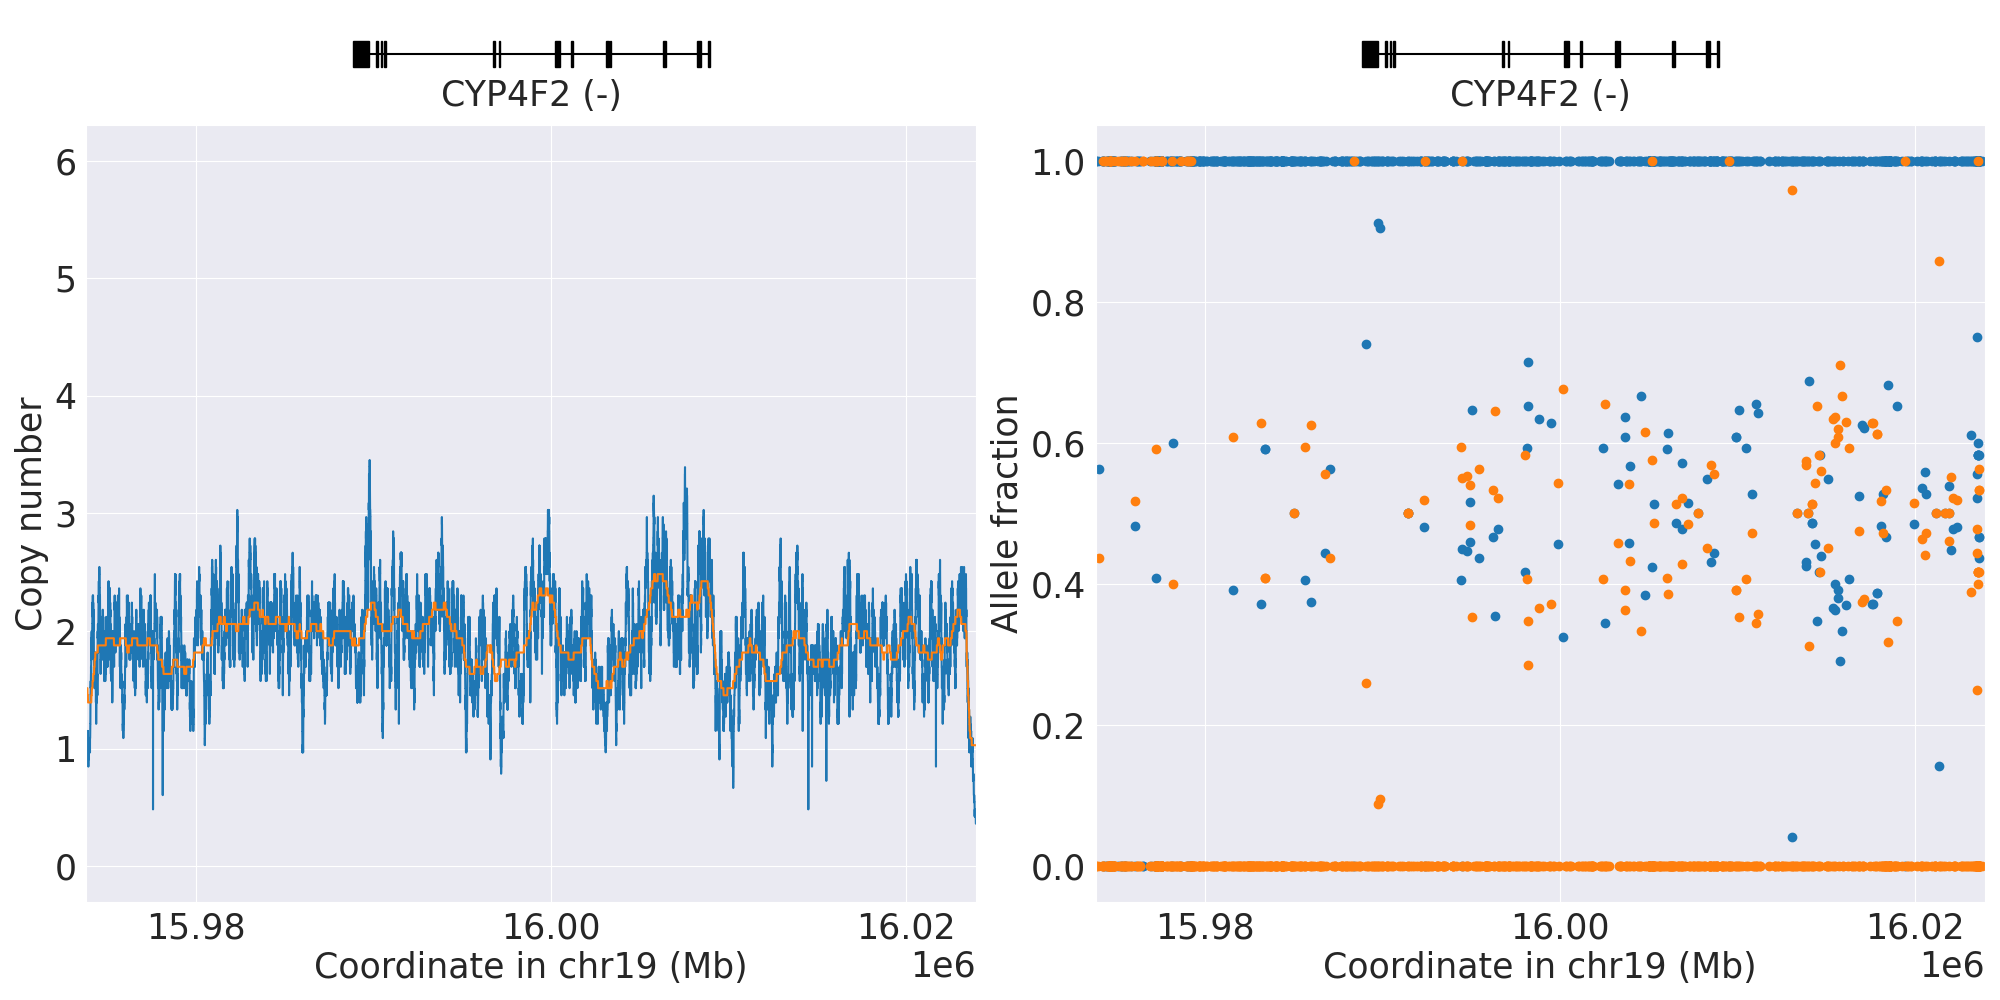 CYP4F2 (-)
6
5
4
3
2
1
0
Copy number
15.98
16.00
16.02
Coordinate in chr19 (Mb)
1e6
CYP4F2 (-)
1.0
0.8
0.6
0.4
0.2
0.0
Allele fraction
15.98
16.00
16.02
Coordinate in chr19 (Mb)
1e6